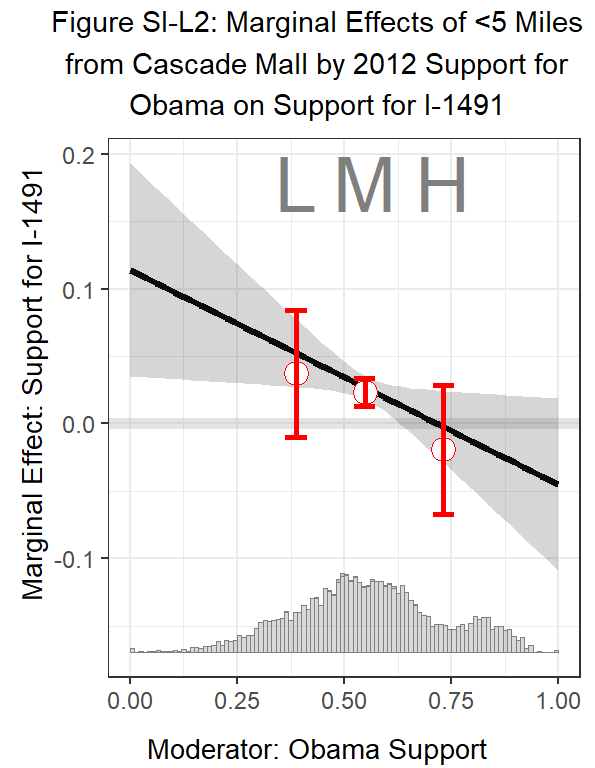 Figure SI-L2: Marginal Effects of <5 Miles
from Cascade Mall by 2012 Support for
Obama on Support for I-1491
L M H
Marginal Effect: Support for I-1491
0.2
0.1
0.0
-0.1
0.00 0.25 0.50 0.75 1.00
Moderator: Obama Support